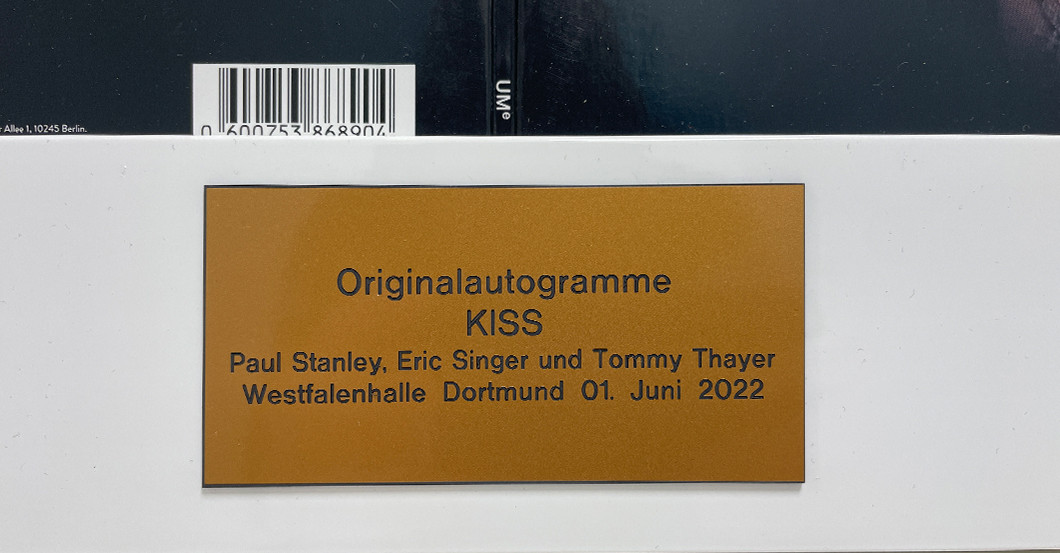 r Allee 1, 10245 Berlin.
0 600753 868904
UMe
Originalautogramme
KISS
Paul Stanley, Eric Singer und Tommy Thayer
Westfalenhalle Dortmund 01. Juni 2022